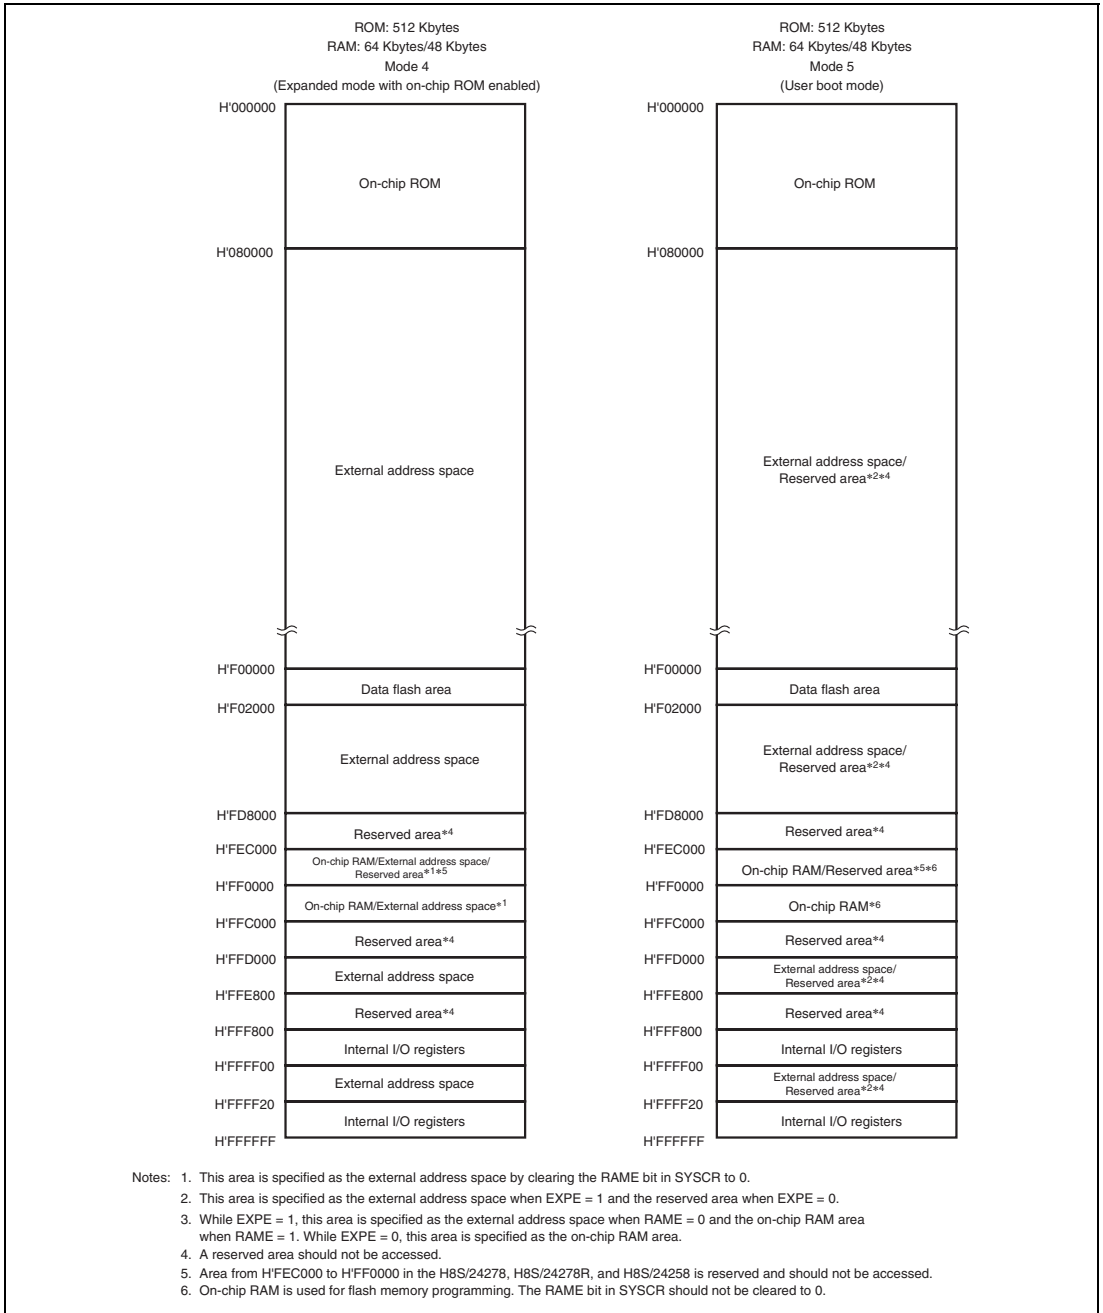 ROM: 512 Kbytes
RAM: 64 Kbytes/48 Kbytes
Mode 4
(Expanded mode with on-chip ROM enabled)
H'000000
On-chip ROM
H'080000
External address space
H'F00000
Data flash area
H'F02000
External address space
H'FD8000
Reserved area*4
H'FEC000
On-chip RAM/External address space/
Reserved area*1*5
H'FF0000
On-chip RAM/External address space*1
H'FFC000
Reserved area*4
H'FFD000
External address space
H'FFE800
Reserved area*4
H'FFF800
Internal I/O registers
H'FFFF00
External address space
H'FFFF20
Internal I/O registers
H'FFFFFF
ROM: 512 Kbytes
RAM: 64 Kbytes/48 Kbytes
Mode 5
(User boot mode)
H'000000
On-chip ROM
H'080000
External address space/
Reserved area*2*4
H'F00000
Data flash area
H'F02000
External address space/
Reserved area*2*4
H'FD8000
Reserved area*4
H'FEC000
On-chip RAM/Reserved area*5*6
H'FF0000
On-chip RAM*6
H'FFC000
Reserved area*4
H'FFD000
External address space/
Reserved area*2*4
H'FFE800
Reserved area*4
H'FFF800
Internal I/O registers
H'FFFF00
External address space/
Reserved area*2*4
H'FFFF20
Internal I/O registers
H'FFFFFF
Notes: 1. This area is specified as the external address space by clearing the RAME bit in SYSCR to 0.
2. This area is specified as the external address space when EXPE = 1 and the reserved area when EXPE = 0.
3. While EXPE = 1, this area is specified as the external address space when RAME = 0 and the on-chip RAM area
when RAME = 1. While EXPE = 0, this area is specified as the on-chip RAM area.
4. A reserved area should not be accessed.
5. Area from H'FEC000 to H'FF0000 in the H8S/24278, H8S/24278R, and H8S/24258 is reserved and should not be accessed.
6. On-chip RAM is used for flash memory programming. The RAME bit in SYSCR should not be cleared to 0.